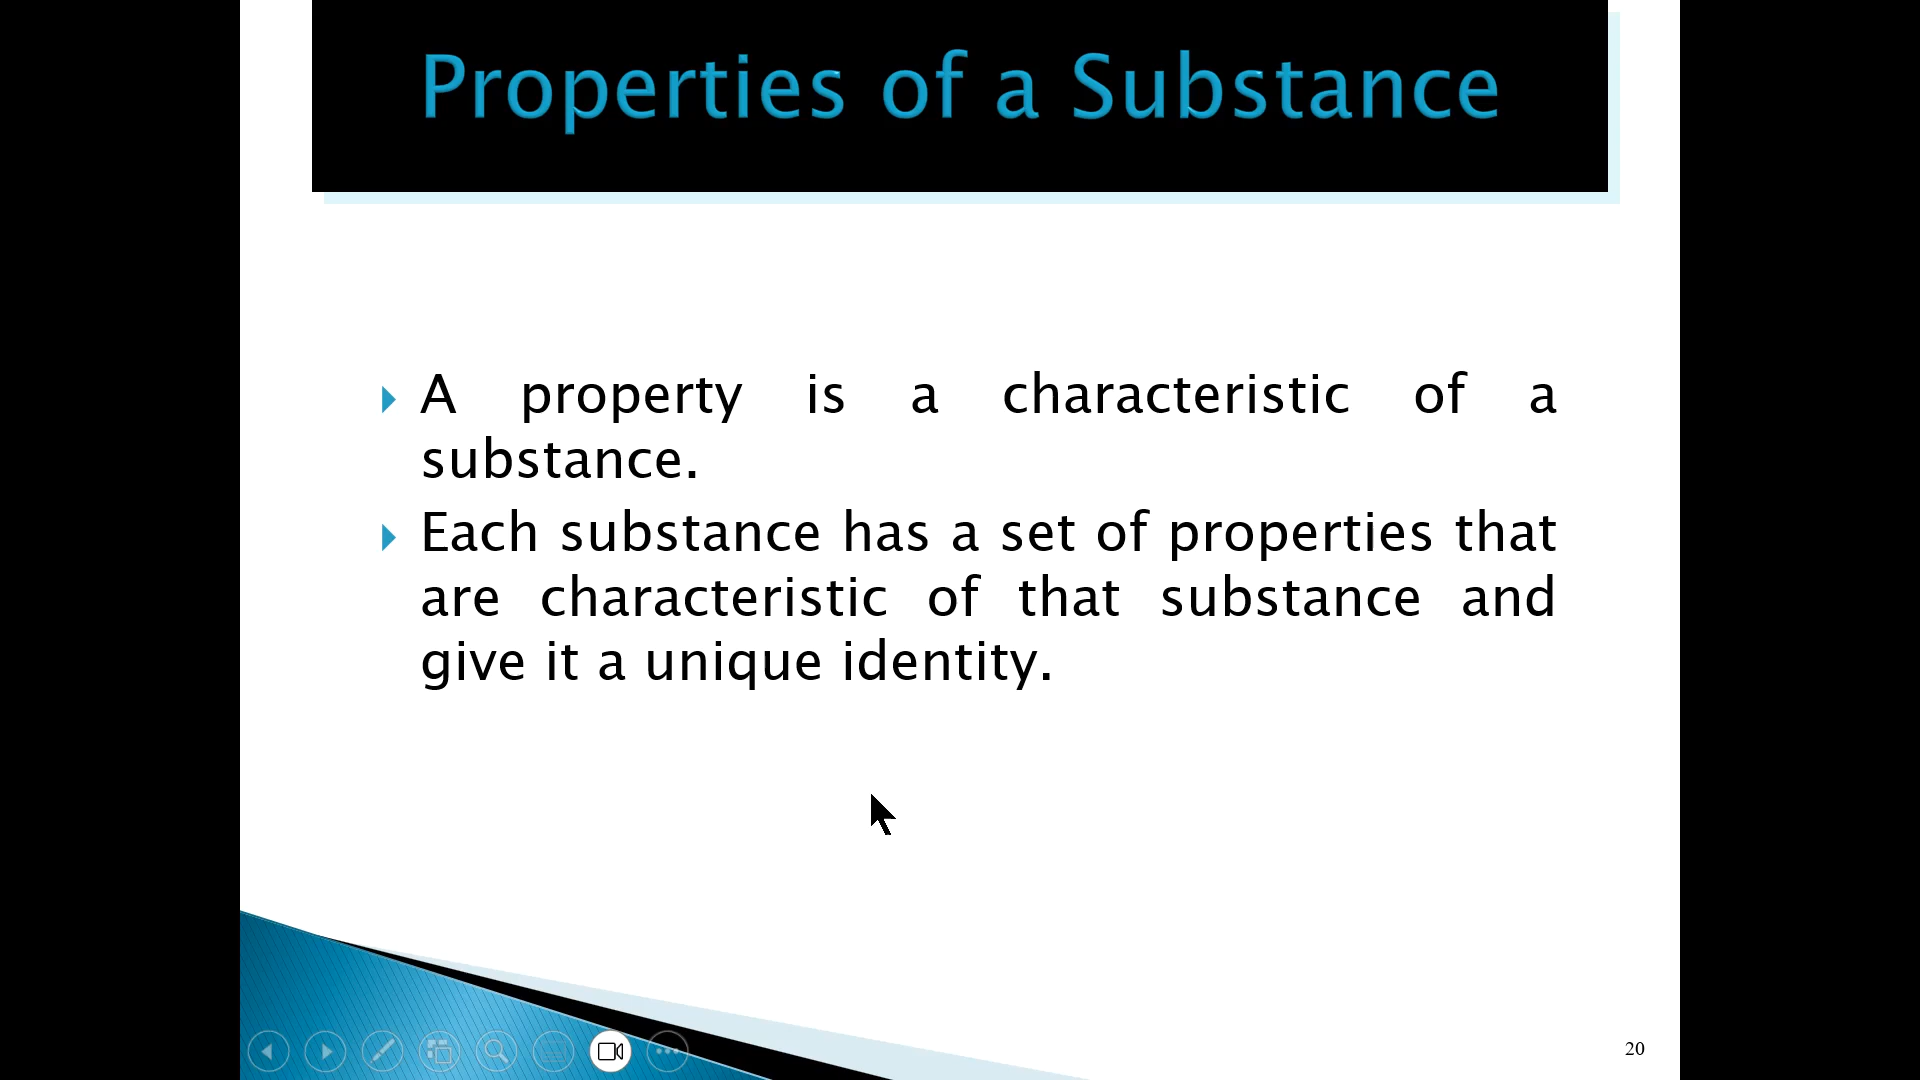 Properties of a Substance
A property is a characteristic of a
substance.
Each substance has a set of properties that
are characteristic of that substance and
give it a unique identity.
20